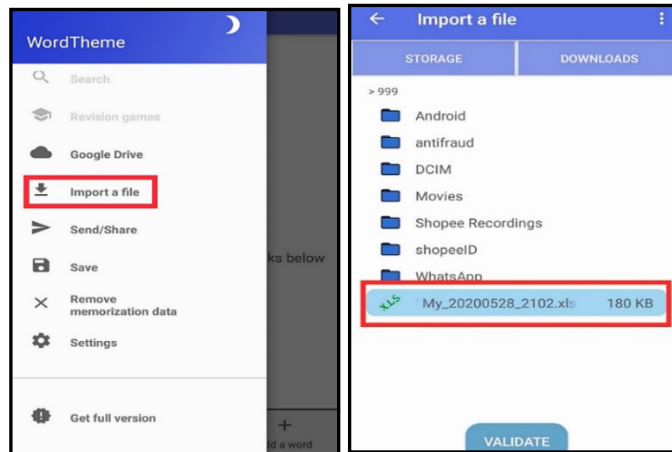 WordTheme
Search
Revision games
Google Drive
Import a file
Send/Share
Save
Remove
memorization data
Settings
Get full version
ks below
dd a word
Import a file
STORAGE
DOWNLOADS
> 999
Android
antifraud
DCIM
Movies
Shopee Recordings
shopeeID
WhatsApp
XLS
My_20200528_2102.xls
180 KB
VALIDATE